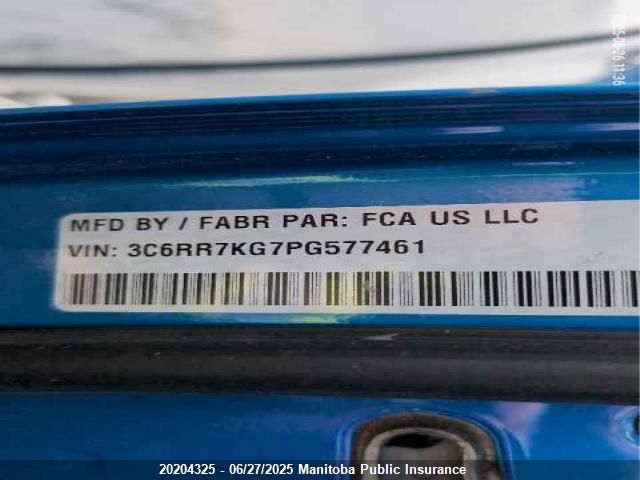 MFD BY / FABR PAR: FCA US LLC
VIN: 3C6RR7KG7PG577461
20204325 - 06/27/2025 Manitoba Public Insurance